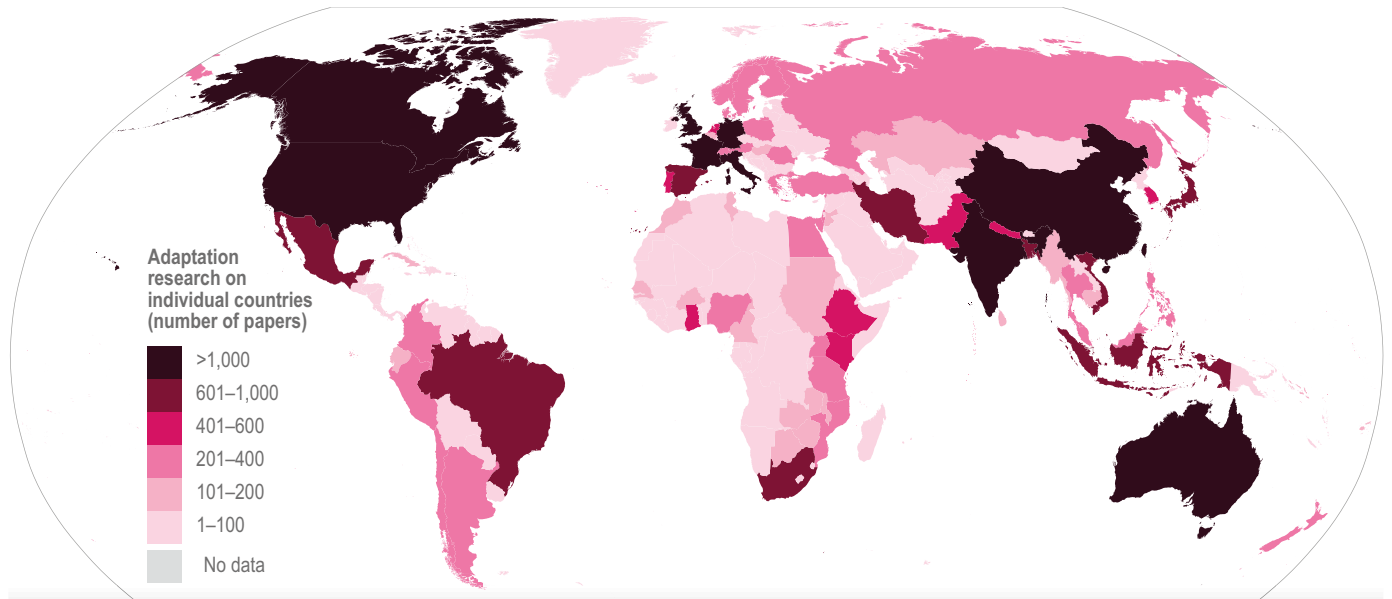 Adaptation
research on
individual countries
(number of papers)
>1,000
601–1,000
401–600
201–400
101–200
1–100
No data